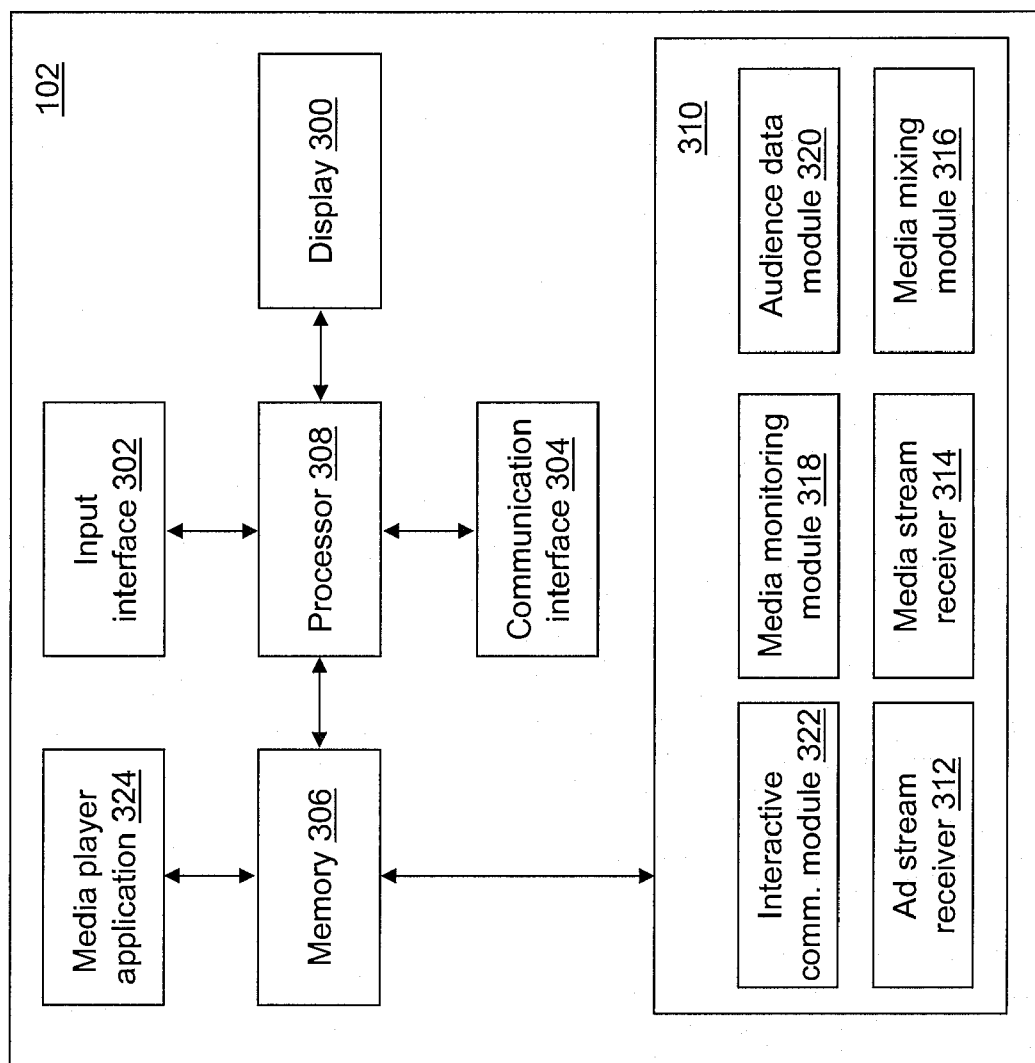 102
Media player
application 324
Input
interface 302
Memory 306
Processor 308
Display 300
Communication
interface 304
310
Interactive
comm. module 322
Media monitoring
module 318
Audience data
module 320
Ad stream
receiver 312
Media stream
receiver 314
Media mixing
module 316